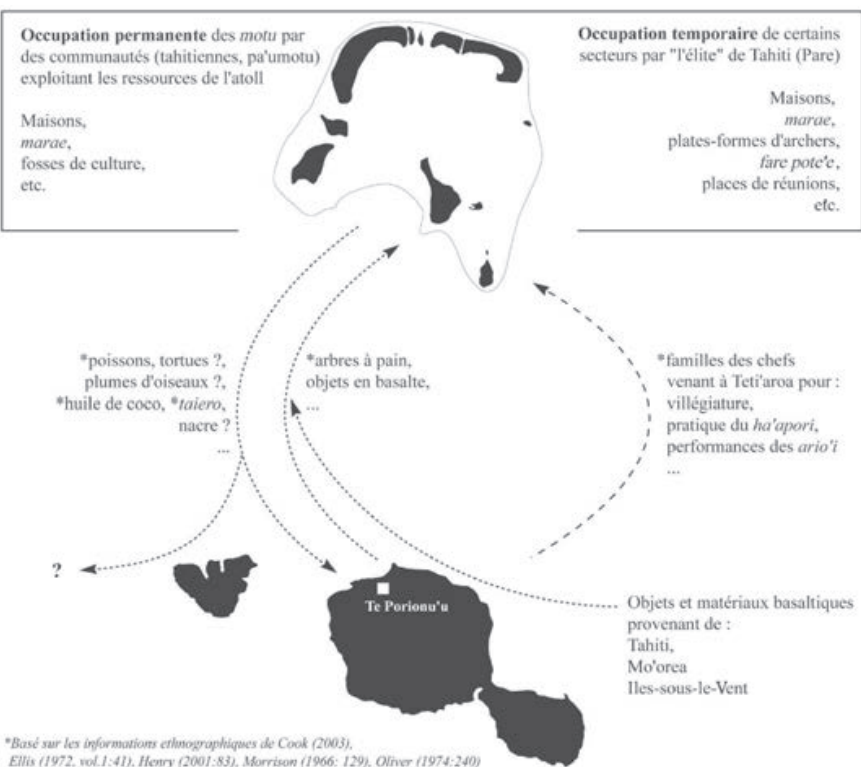 Occupation permanente des motu par
des communautés (tahitiennes, pa'umotu)
exploitant les ressources de l'atoll
Maisons,
marae,
fosses de culture,
etc.
Occupation temporaire de certains
secteurs par "l'élite" de Tahiti (Pare)
Maisons,
marae,
plates-formes d'archers,
fare pote'e,
places de réunions,
etc.
*poissons, tortues ?,
plumes d'oiseaux ?,
*huile de coco, *taiero,
nacre ?
...
*arbres à pain,
objets en basalte,
...
*familles des chefs
venant à Teti'aroa pour :
villégiature,
pratique du ha'apori,
performances des ario'i
...
?
Te Porionu'u
Objets et matériaux basaltiques
provenant de :
Tahiti,
Mo'orea
Iles-sous-le-Vent
*Basé sur les informations ethnographiques de Cook (2003),
Ellis (1972, vol.1:41), Henry (2001:83), Morrison (1966: 129), Oliver (1974:240)